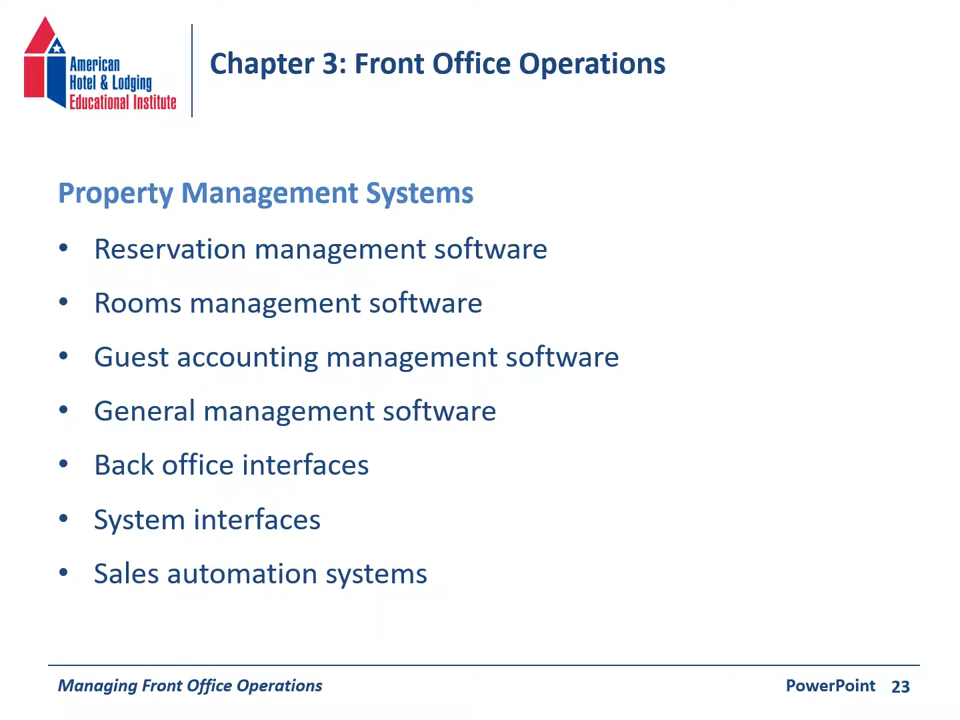 American
Hotel & Lodging
Educational Institute
Chapter 3: Front Office Operations
Property Management Systems
• Reservation management software
• Rooms management software
• Guest accounting management software
• General management software
• Back office interfaces
• System interfaces
• Sales automation systems
Managing Front Office Operations
PowerPoint 23